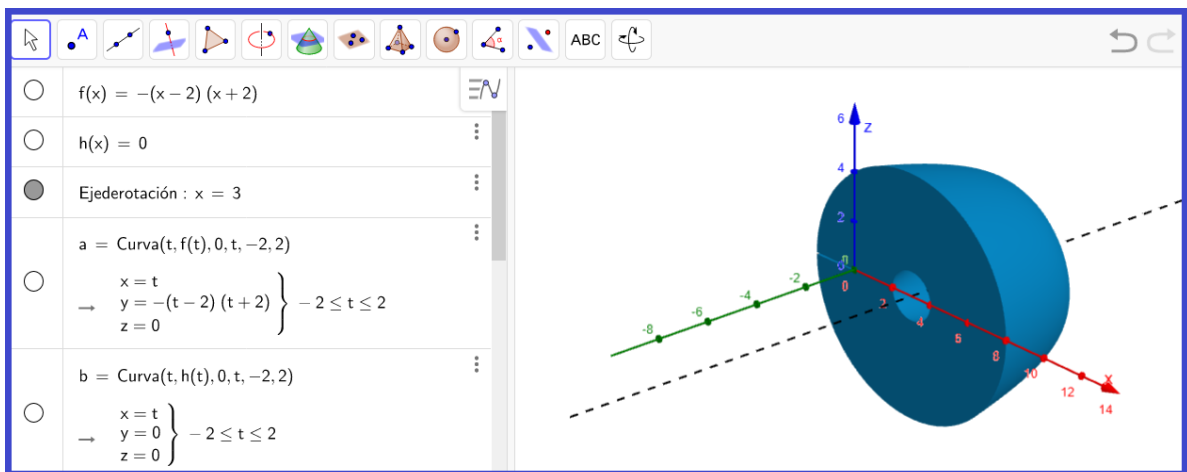 A
α
ABC
f(x) = −(x − 2) (x + 2)
h(x) = 0
Ejederotación : x = 3
a = Curva(t, f(t), 0, t, −2, 2)
x = t
→ y = −(t − 2) (t + 2) } − 2 ≤ t ≤ 2
z = 0
b = Curva(t, h(t), 0, t, −2, 2)
x = t
→ y = 0 } − 2 ≤ t ≤ 2
z = 0
6
z
4
2
0
0
-2
-4
-6
-8
0
2
4
6
8
10
12
14
x